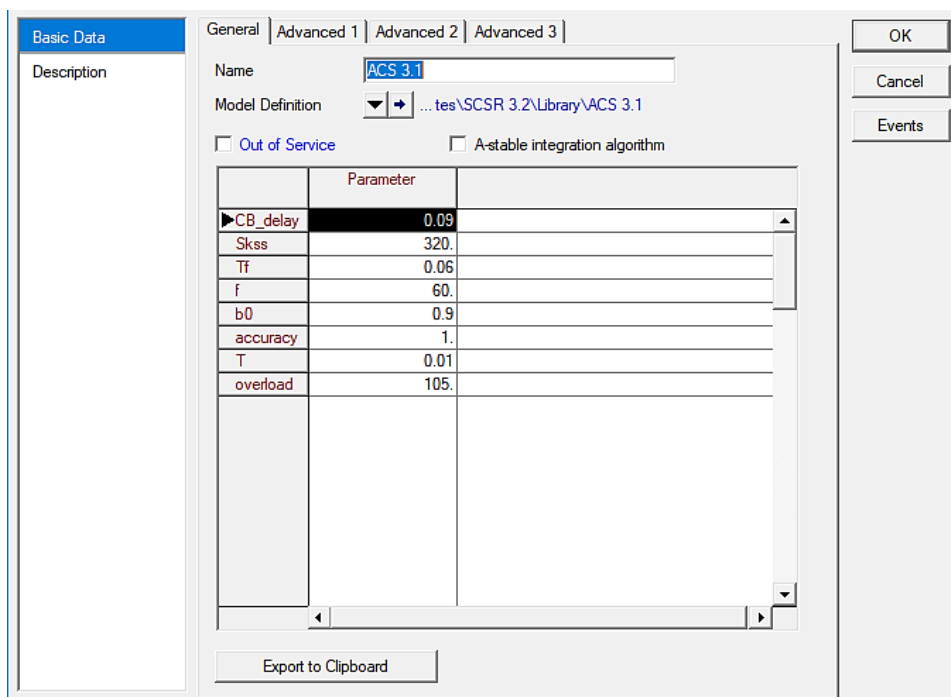 Basic Data
Description
General Advanced 1 Advanced 2 Advanced 3
Name ACS 3.1
Model Definition ... tes\SCSR 3.2\Library\ACS 3.1
Out of Service A-stable integration algorithm
Parameter
CB_delay 0.09
Skss 320.
Tf 0.06
f 60.
b0 0.9
accuracy 1.
T 0.01
overload 105.
Export to Clipboard
OK
Cancel
Events